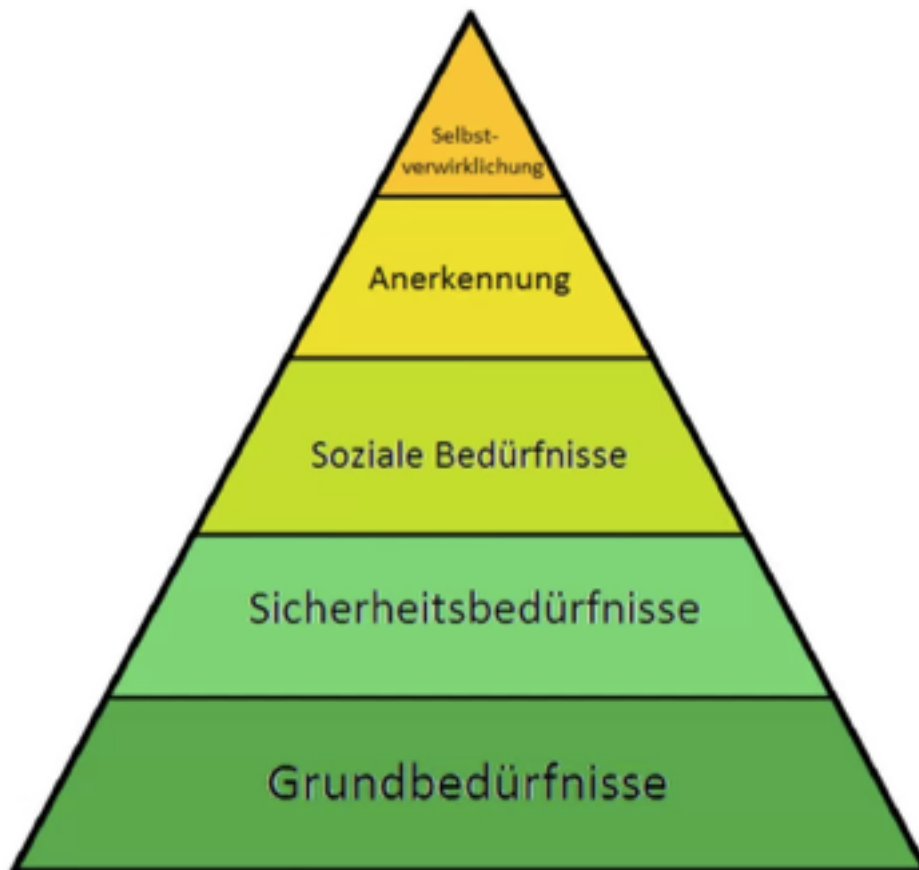 Selbst-
verwirklichung
Anerkennung
Soziale Bedürfnisse
Sicherheitsbedürfnisse
Grundbedürfnisse